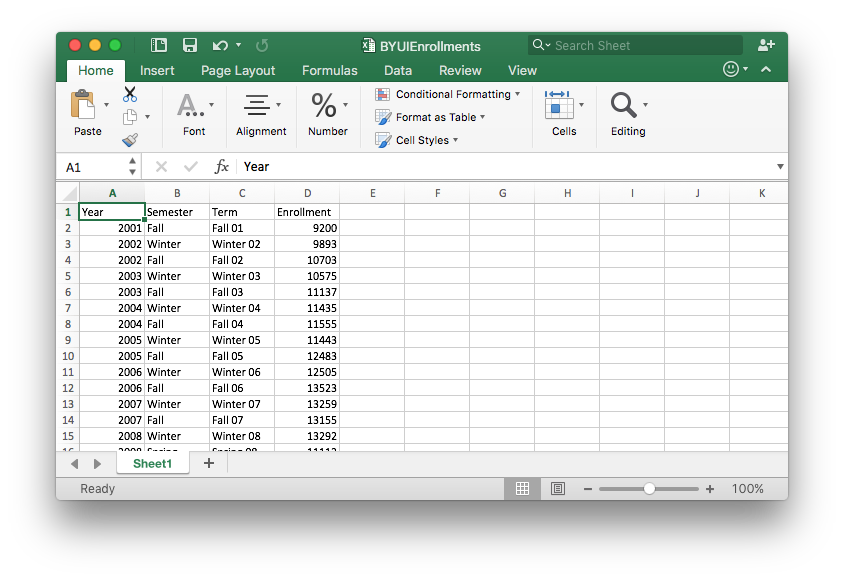 BYUIEnrollments
Search Sheet
Home Insert Page Layout Formulas Data Review View
Paste
Font
Alignment
%
Number
Conditional Formatting
Format as Table
Cell Styles
Cells
Editing
A1 fx Year
A B C D E F G H I J K
1 Year Semester Term Enrollment
2 2001 Fall Fall 01 9200
3 2002 Winter Winter 02 9893
4 2002 Fall Fall 02 10703
5 2003 Winter Winter 03 10575
6 2003 Fall Fall 03 11137
7 2004 Winter Winter 04 11435
8 2004 Fall Fall 04 11555
9 2005 Winter Winter 05 11443
10 2005 Fall Fall 05 12483
11 2006 Winter Winter 06 12505
12 2006 Fall Fall 06 13523
13 2007 Winter Winter 07 13259
14 2007 Fall Fall 07 13155
15 2008 Winter Winter 08 13292
Sheet1 +
Ready
100%